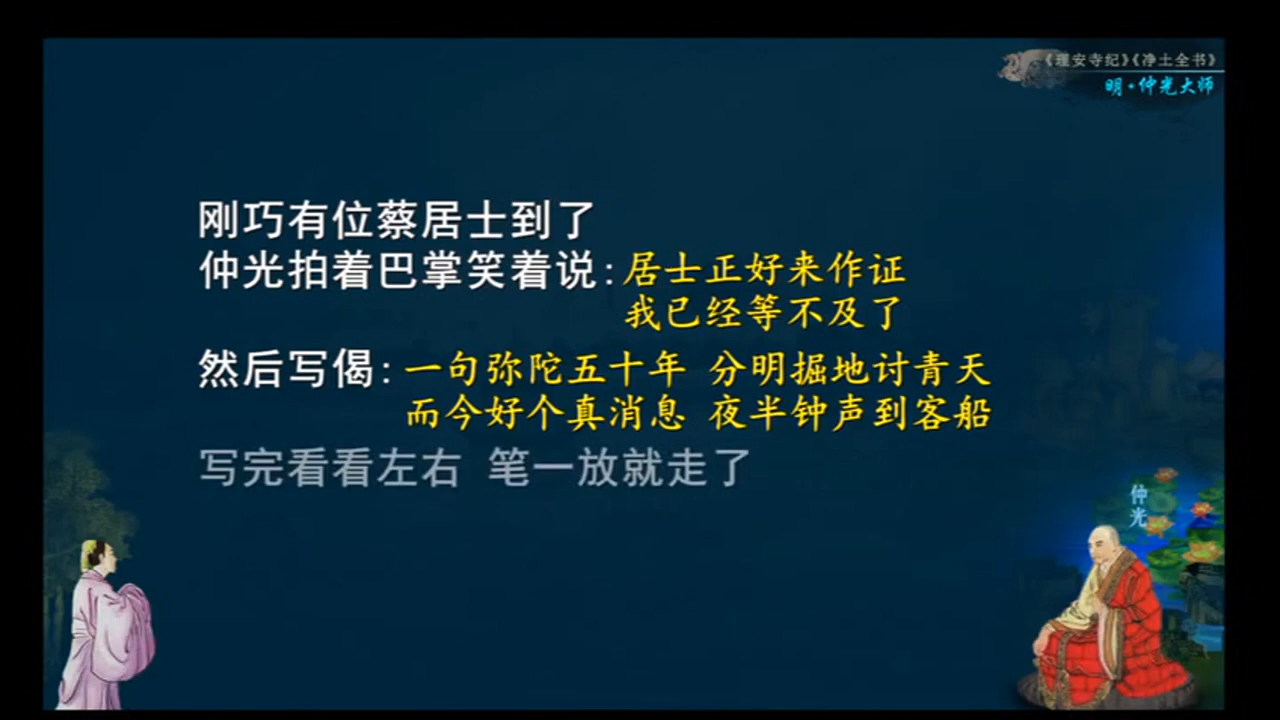 《理安寺纪》《净土全书》
明·仲光大师
刚巧有位蔡居士到了
仲光拍着巴掌笑着说:居士正好来作证
我已经等不及了
然后写偈:一句弥陀五十年 分明掘地讨青天
而今好个真消息 夜半钟声到客船
写完看看左右 笔一放就走了
仲光